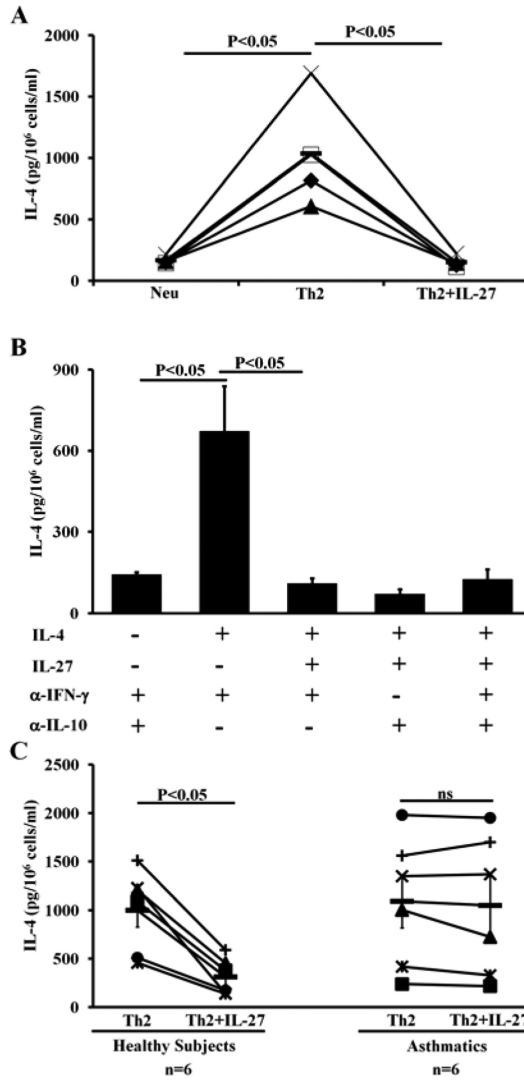 A
IL-4 (pg/10⁶ cells/ml)
2000
1500
1000
500
0
P<0.05 P<0.05
Neu Th2 Th2+IL-27
B
IL-4 (pg/10⁶ cells/ml)
900
600
300
0
P<0.05 P<0.05
IL-4 - + + + +
IL-27 - - + + +
α-IFN-γ + + + - +
α-IL-10 + - - + +
C
IL-4 (pg/10⁶ cells/ml)
2500
2000
1500
1000
500
0
P<0.05 ns
Th2 Th2+IL-27 Th2 Th2+IL-27
Healthy Subjects Asthmatics
n=6 n=6